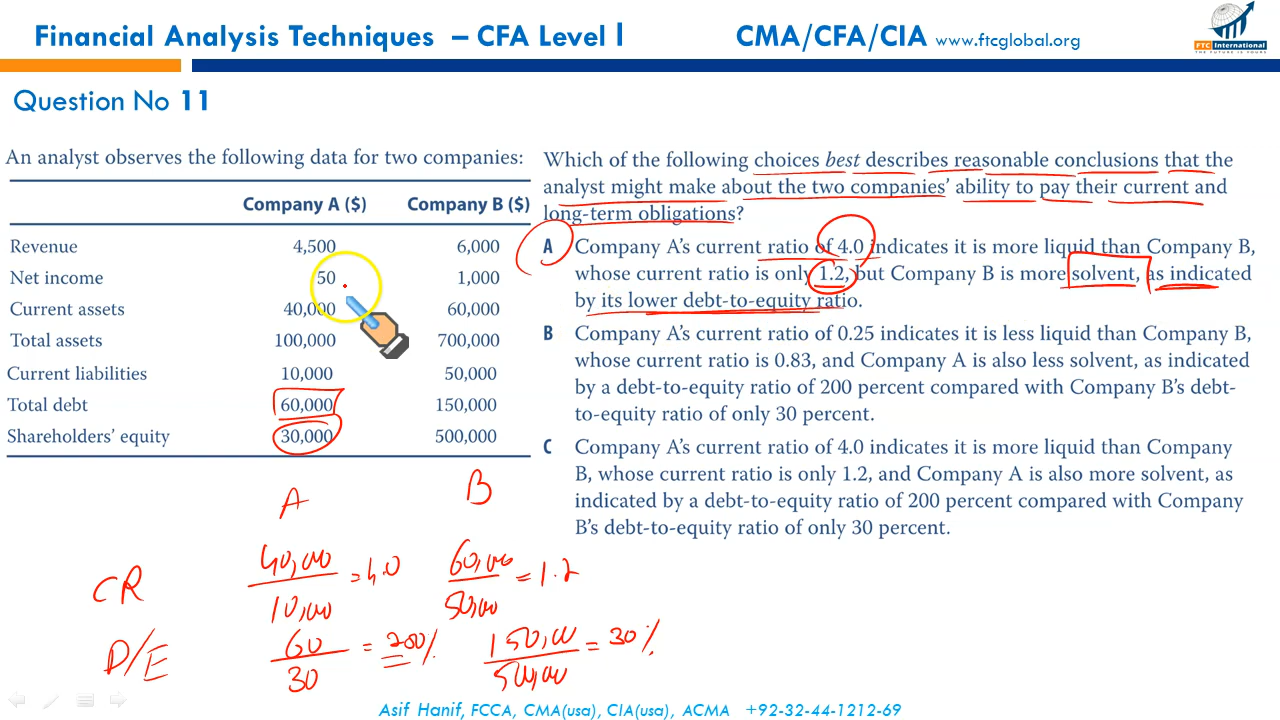 Financial Analysis Techniques – CFA Level I
CMA/CFA/CIA www.ftcglobal.org
FTC International
Question No 11
An analyst observes the following data for two companies:
Company A ($) Company B ($)
Revenue 4,500 6,000
Net income 50 1,000
Current assets 40,000 60,000
Total assets 100,000 700,000
Current liabilities 10,000 50,000
Total debt 60,000 150,000
Shareholders' equity 30,000 500,000
Which of the following choices best describes reasonable conclusions that the
analyst might make about the two companies' ability to pay their current and
long-term obligations?
A Company A's current ratio of 4.0 indicates it is more liquid than Company B,
whose current ratio is only 1.2, but Company B is more solvent, as indicated
by its lower debt-to-equity ratio.
B Company A's current ratio of 0.25 indicates it is less liquid than Company B,
whose current ratio is 0.83, and Company A is also less solvent, as indicated
by a debt-to-equity ratio of 200 percent compared with Company B's debt-
to-equity ratio of only 30 percent.
C Company A's current ratio of 4.0 indicates it is more liquid than Company
B, whose current ratio is only 1.2, and Company A is also more solvent, as
indicated by a debt-to-equity ratio of 200 percent compared with Company
B's debt-to-equity ratio of only 30 percent.
A B
40,000 = 4.0 60,000 = 1.2
CR
10,000 50,000
60 = 200% 150,00 = 30%
D/E
30 500,00
Asif Hanif, FCCA, CMA(usa), CIA(usa), ACMA +92-32-44-1212-69